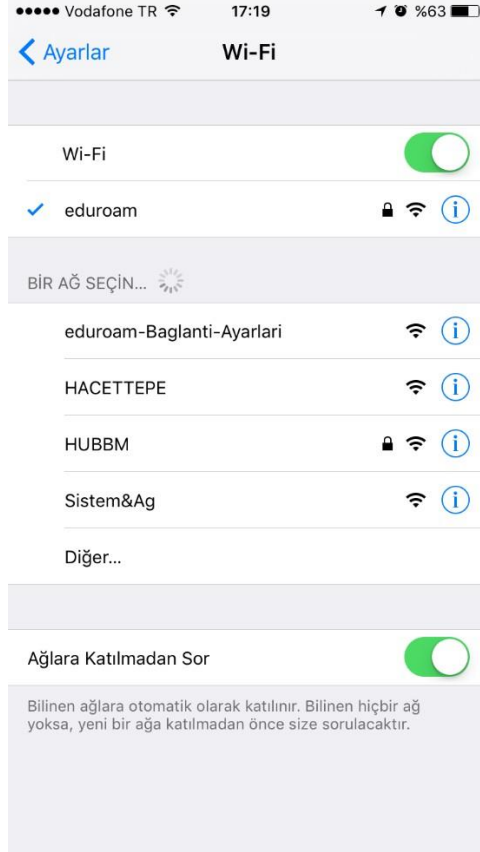 Vodafone TR 17:19 %63
Ayarlar Wi-Fi
Wi-Fi
eduroam
BİR AĞ SEÇİN...
eduroam-Baglanti-Ayarlari
HACETTEPE
HUBBM
Sistem&Ag
Diğer...
Ağlara Katılmadan Sor
Bilinen ağlara otomatik olarak katılınır. Bilinen hiçbir ağ
yoksa, yeni bir ağa katılmadan önce size sorulacaktır.